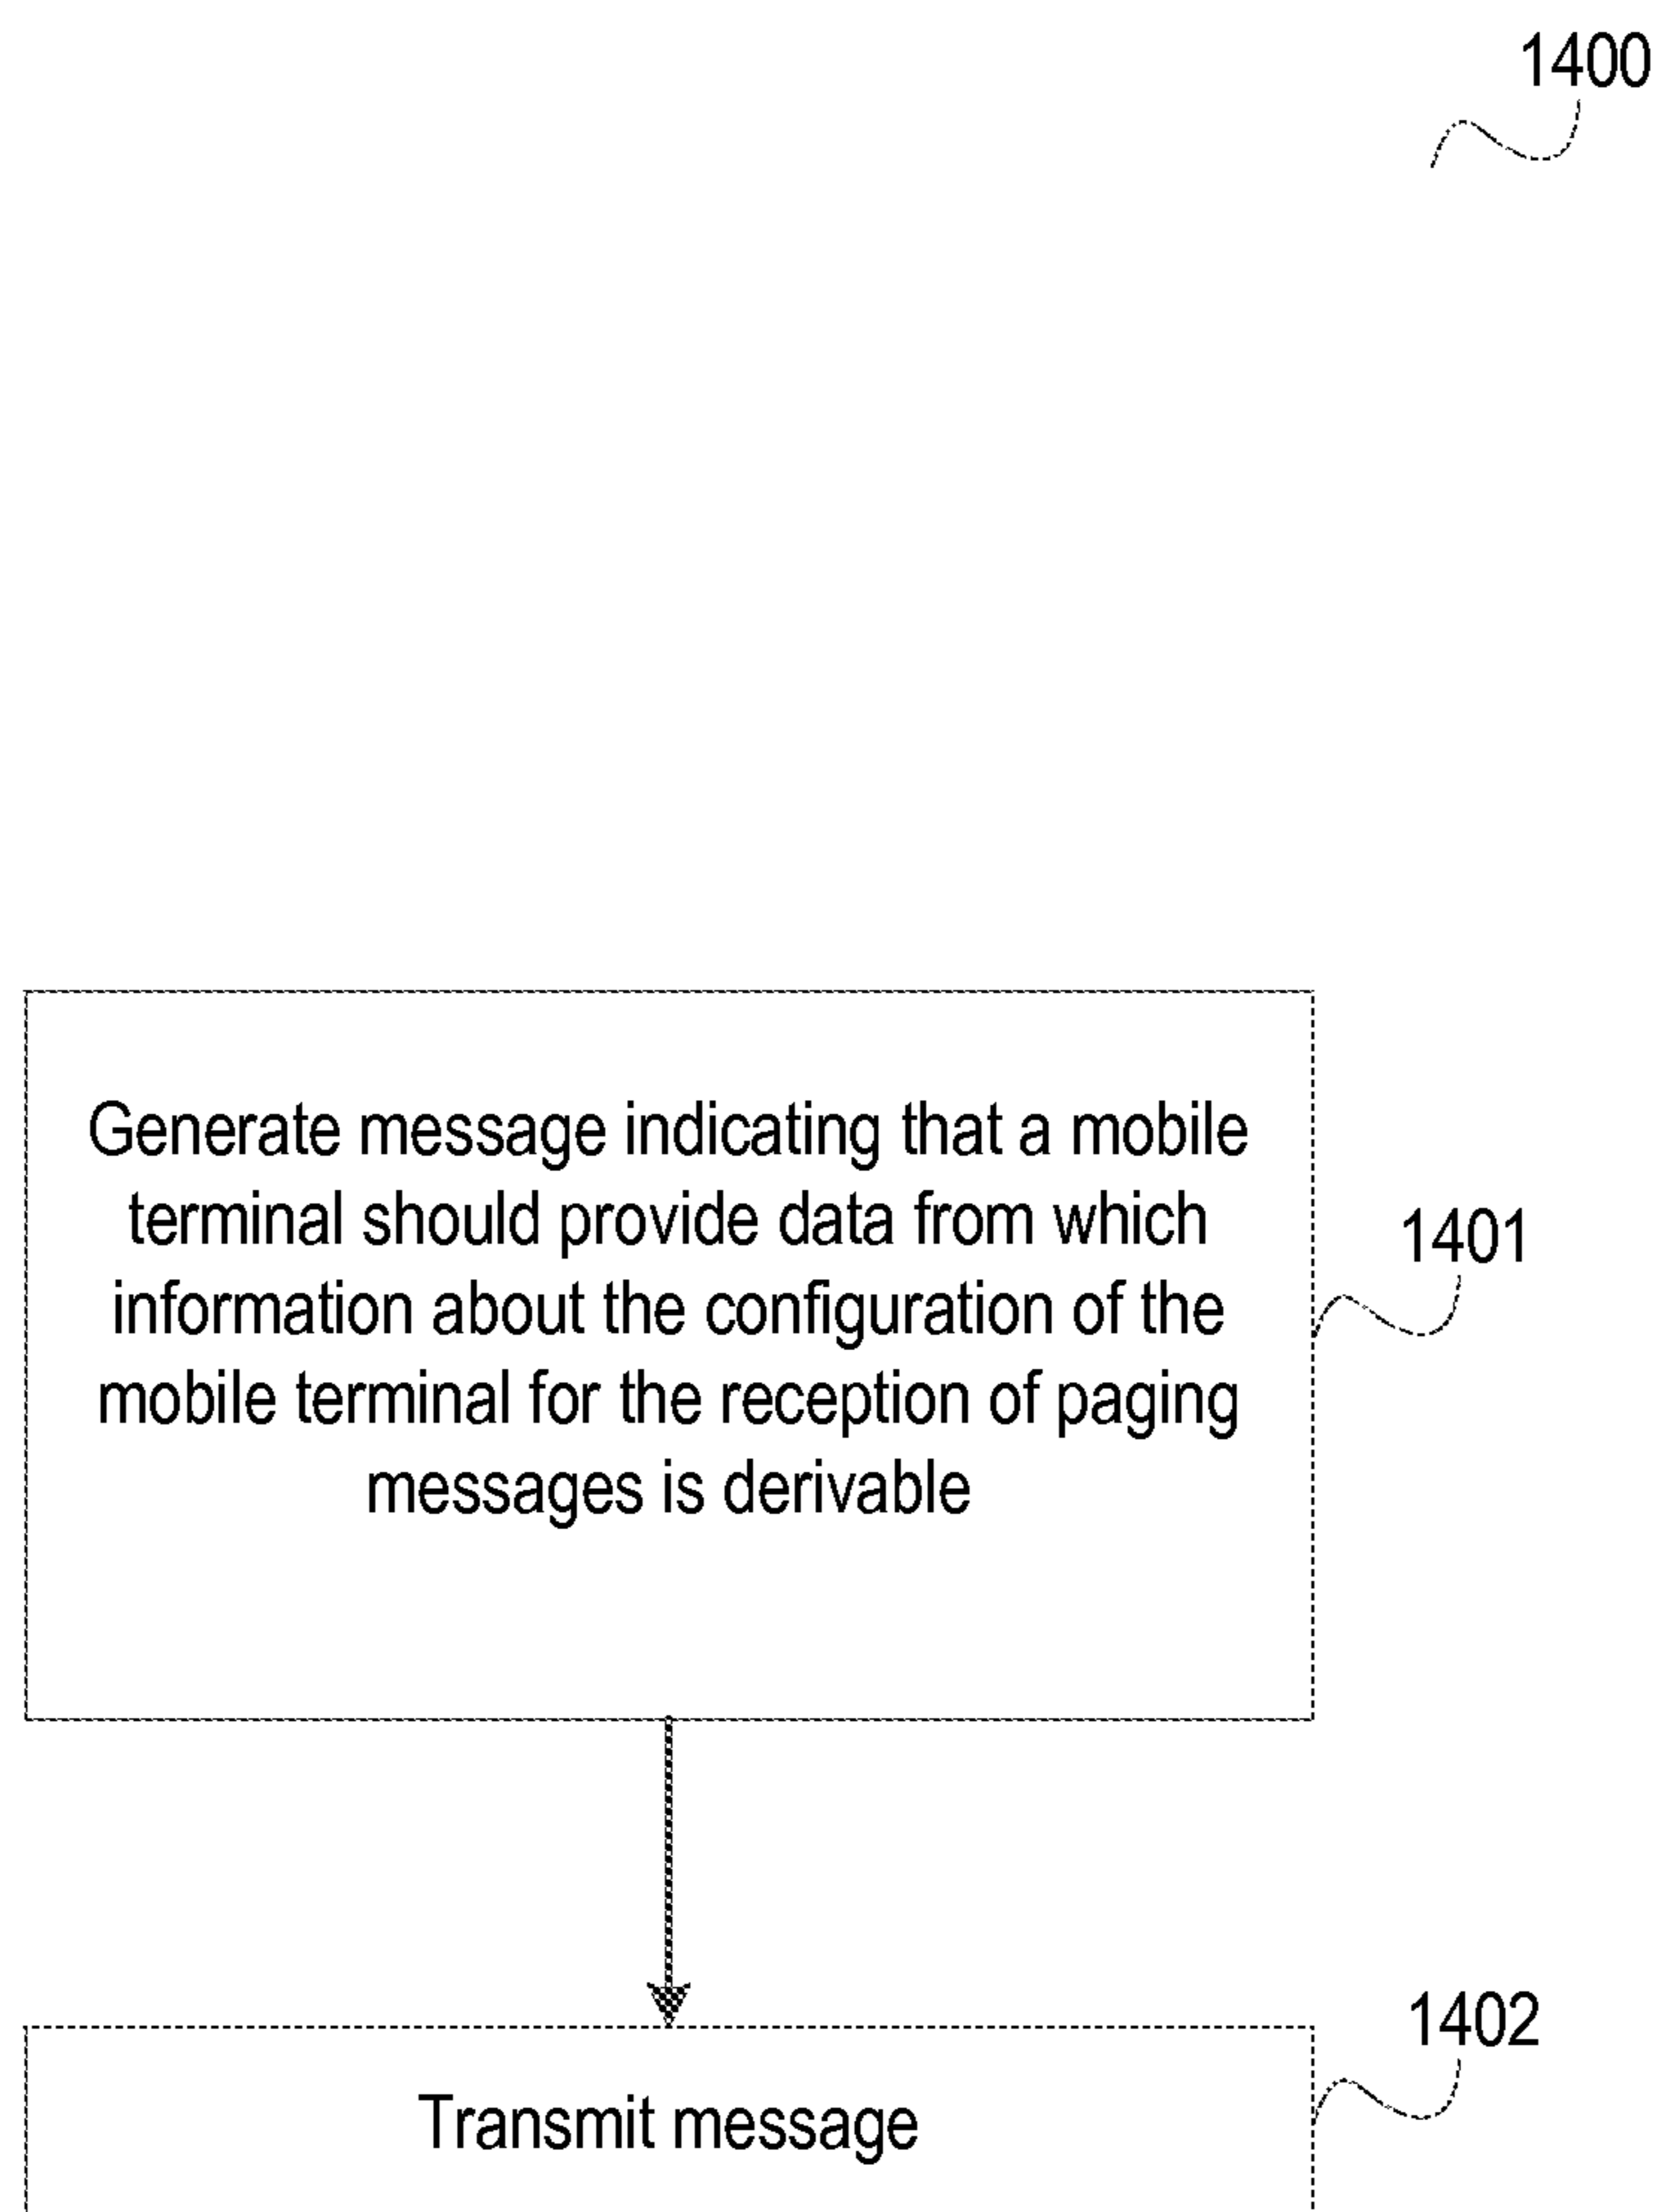 1400
Generate message indicating that a mobile
terminal should provide data from which
information about the configuration of the
mobile terminal for the reception of paging
messages is derivable
1401
1402
Transmit message